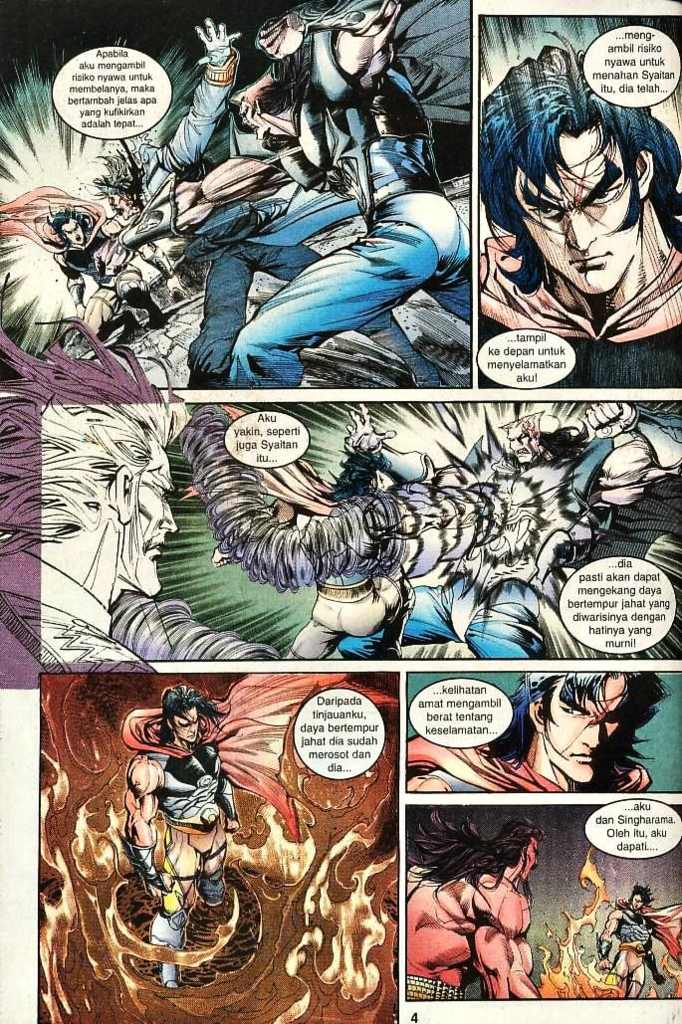 Apabila
aku mengambil
risiko nyawa untuk
membelanya, maka
bertambah jelas apa
yang kufikirkan
adalah tepat...
...meng-
ambil risiko
nyawa untuk
menahan Syaitan
itu, dia telah...
...tampil
ke depan untuk
menyelamatkan
aku!
Aku
yakin, seperti
juga Syaitan
itu...
...dia
pasti akan dapat
mengekang daya
bertempur jahat yang
diwarisinya dengan
hatinya yang
murni!
Daripada
tinjauanku,
daya bertempur
jahat dia sudah
merosot dan
dia...
...kelihatan
amat mengambil
berat tentang
keselamatan...
...aku
dan Singharama.
Oleh itu, aku
dapati....
4